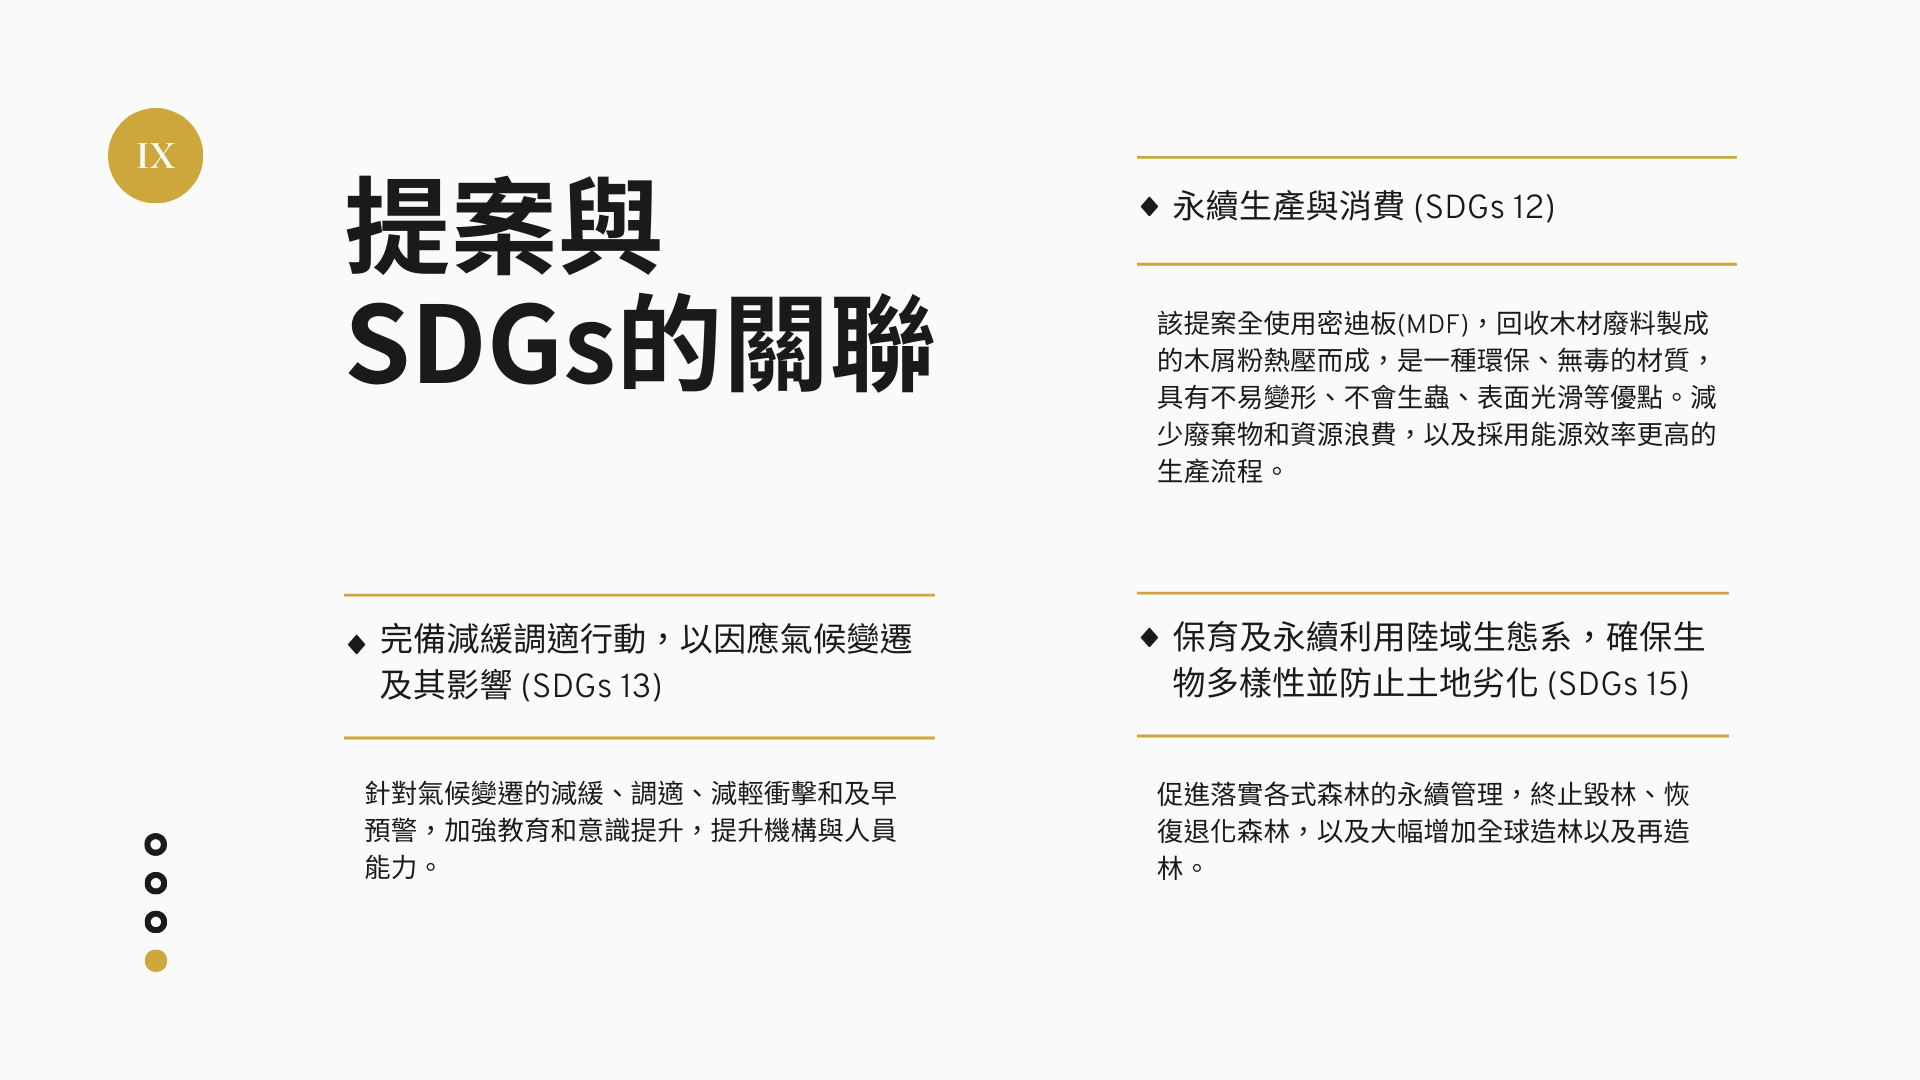 IX
提案與
SDGs的關聯
永續生產與消費 (SDGs 12)
該提案全使用密迪板(MDF)，回收木材廢料製成
的木屑粉熱壓而成，是一種環保、無毒的材質，
具有不易變形、不會生蟲、表面光滑等優點。減
少廢棄物和資源浪費，以及採用能源效率更高的
生產流程。
完備減緩調適行動，以因應氣候變遷
及其影響 (SDGs 13)
針對氣候變遷的減緩、調適、減輕衝擊和及早
預警，加強教育和意識提升，提升機構與人員
能力。
保育及永續利用陸域生態系，確保生
物多樣性並防止土地劣化 (SDGs 15)
促進落實各式森林的永續管理，終止毀林、恢
復退化森林，以及大幅增加全球造林以及再造
林。